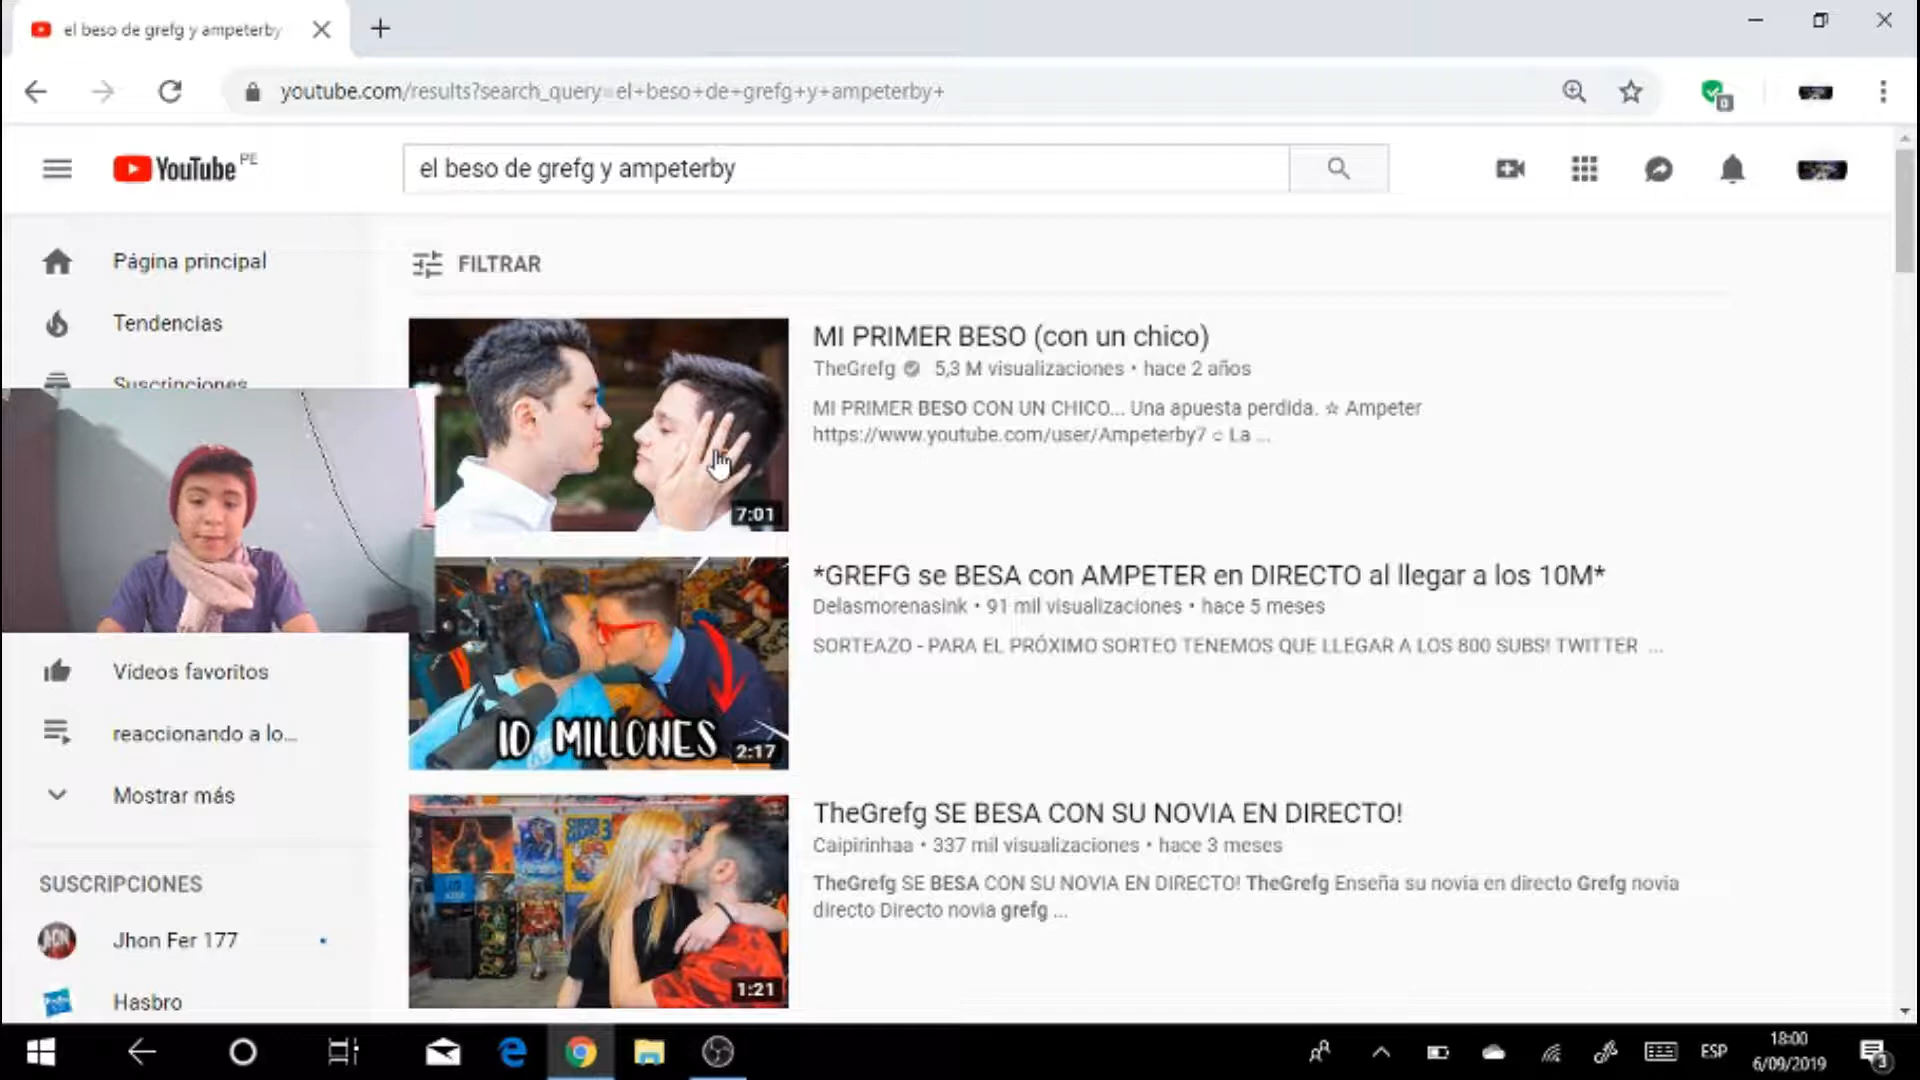 el beso de grefg y ampeterby
youtube.com/results?search_query=el+beso+de+grefg+y+ampeterby+
YouTube PE
el beso de grefg y ampeterby
Página principal
Tendencias
Suscripciones
Vídeos favoritos
reaccionando a lo...
Mostrar más
SUSCRIPCIONES
Jhon Fer 177
Hasbro
FILTRAR
7:01
MI PRIMER BESO (con un chico)
TheGrefg 5,3 M visualizaciones • hace 2 años
MI PRIMER BESO CON UN CHICO... Una apuesta perdida. ☆ Ampeter
https://www.youtube.com/user/Ampeterby7 ○ La ...
10 MILLONES
2:17
*GREFG se BESA con AMPETER en DIRECTO al llegar a los 10M*
Delasmorenasink • 91 mil visualizaciones • hace 5 meses
SORTEAZO - PARA EL PRÓXIMO SORTEO TENEMOS QUE LLEGAR A LOS 800 SUBS! TWITTER ...
1:21
TheGrefg SE BESA CON SU NOVIA EN DIRECTO!
Caipirinhaa • 337 mil visualizaciones • hace 3 meses
TheGrefg SE BESA CON SU NOVIA EN DIRECTO! TheGrefg Enseña su novia en directo Grefg novia
directo Directo novia grefg ...
ESP
18:00
6/09/2019
3